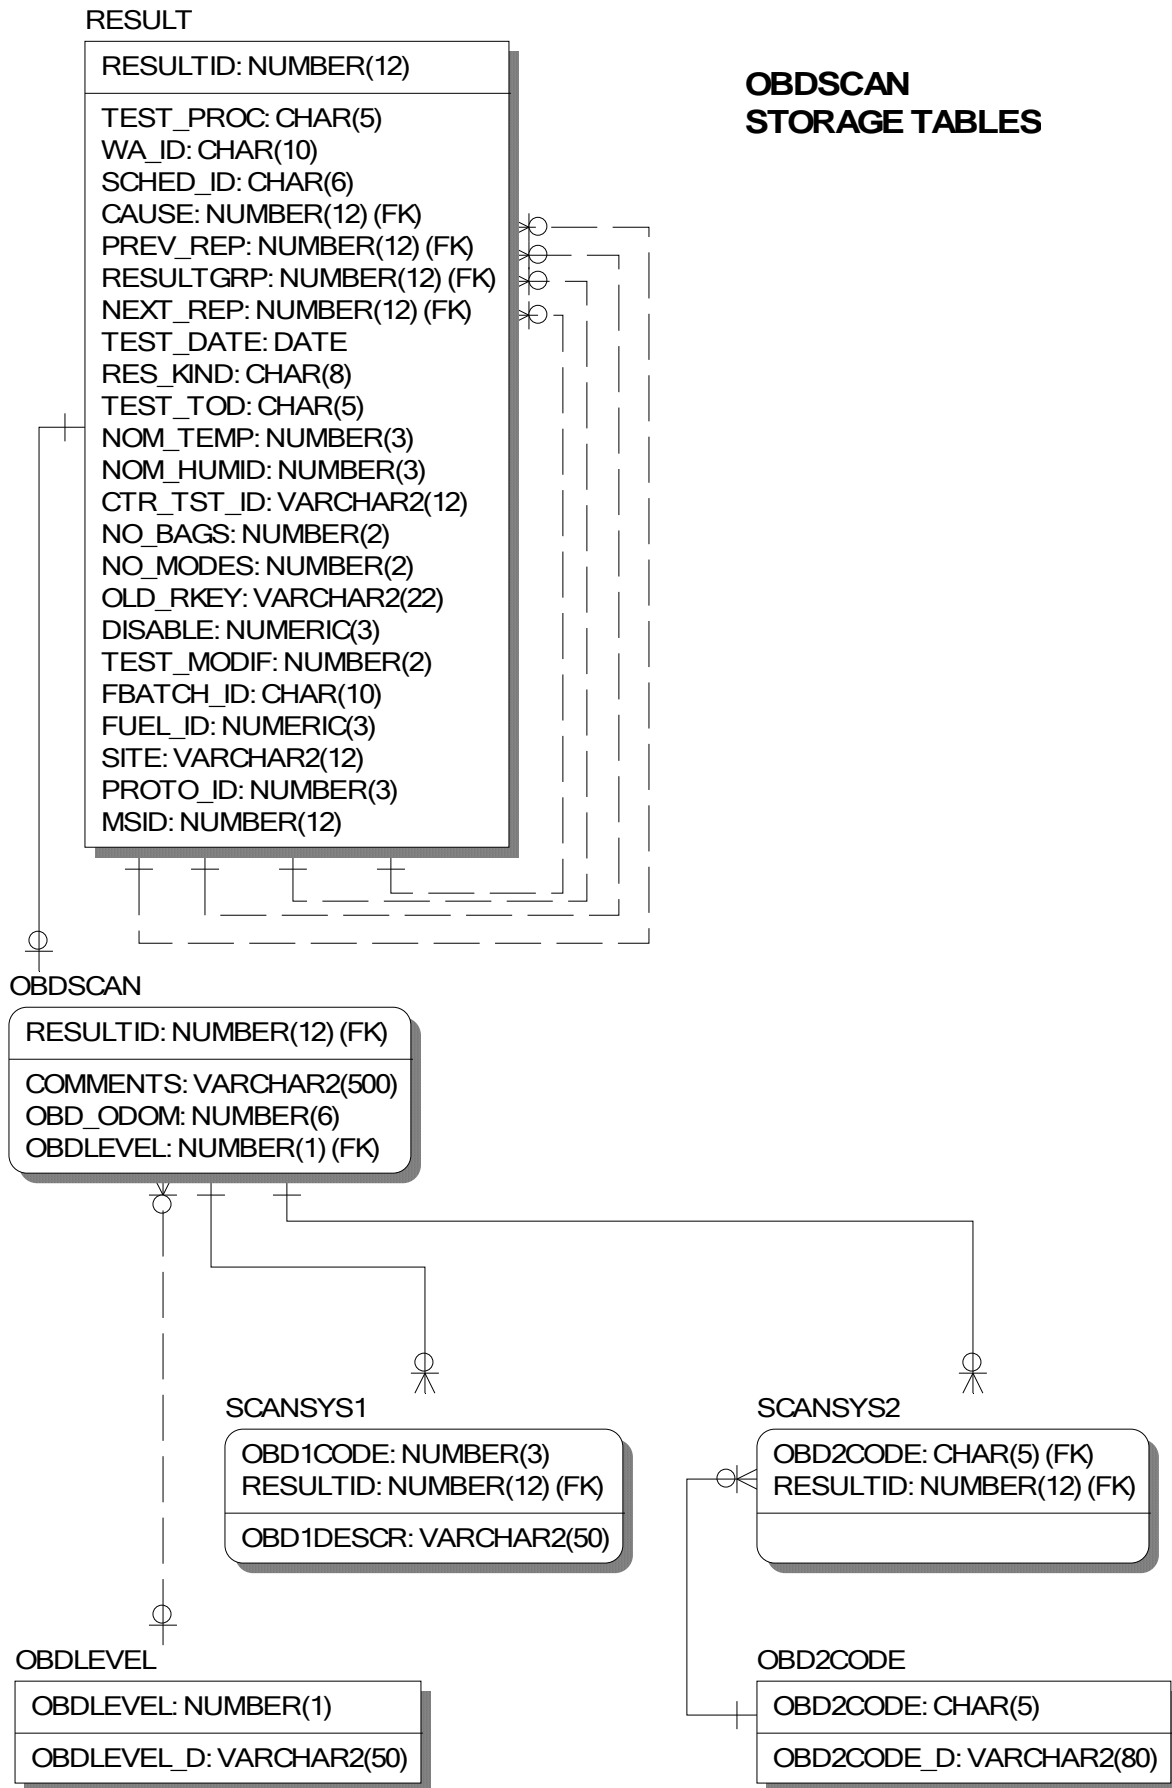 RESULT
RESULTID: NUMBER(12)
OBDSCAN
STORAGE TABLES
TEST_PROC: CHAR(5)
WA_ID: CHAR(10)
SCHED_ID: CHAR(6)
CAUSE: NUMBER(12) (FK)
PREV_REP: NUMBER(12) (FK)
RESULTGRP: NUMBER(12) (FK)
NEXT_REP: NUMBER(12) (FK)
TEST_DATE: DATE
RES_KIND: CHAR(8)
TEST_TOD: CHAR(5)
NOM_TEMP: NUMBER(3)
NOM_HUMID: NUMBER(3)
CTR_TST_ID: VARCHAR2(12)
NO_BAGS: NUMBER(2)
NO_MODES: NUMBER(2)
OLD_RKEY: VARCHAR2(22)
DISABLE: NUMERIC(3)
TEST_MODIF: NUMBER(2)
FBATCH_ID: CHAR(10)
FUEL_ID: NUMERIC(3)
SITE: VARCHAR2(12)
PROTO_ID: NUMBER(3)
MSID: NUMBER(12)
OBDSCAN
RESULTID: NUMBER(12) (FK)
COMMENTS: VARCHAR2(500)
OBD_ODOM: NUMBER(6)
OBDLEVEL: NUMBER(1) (FK)
SCANSYS1
OBD1CODE: NUMBER(3)
RESULTID: NUMBER(12) (FK)
OBD1DESCR: VARCHAR2(50)
SCANSYS2
OBD2CODE: CHAR(5) (FK)
RESULTID: NUMBER(12) (FK)
OBDLEVEL
OBDLEVEL: NUMBER(1)
OBDLEVEL_D: VARCHAR2(50)
OBD2CODE
OBD2CODE: CHAR(5)
OBD2CODE_D: VARCHAR2(80)